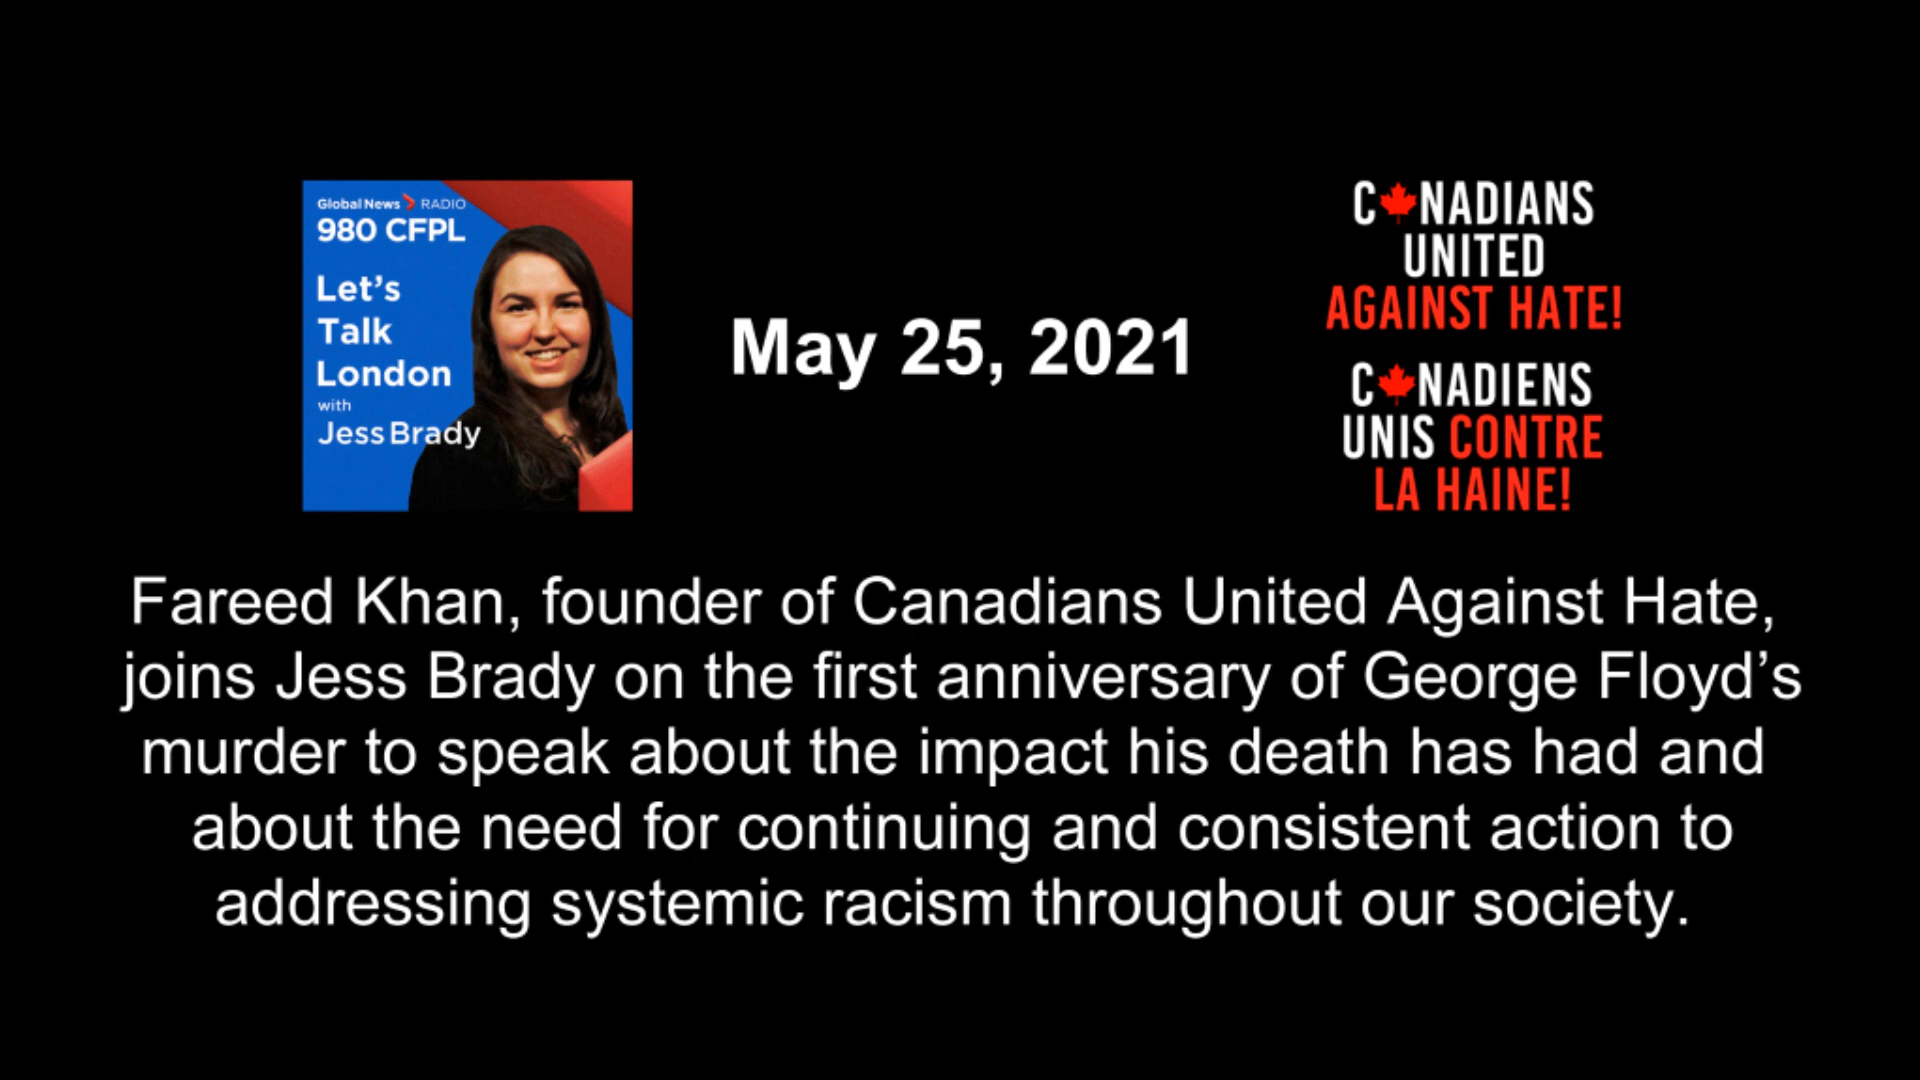 Global News RADIO
980 CFPL
Let's
Talk
London
with
Jess Brady
May 25, 2021
CANADIANS
UNITED
AGAINST HATE!
CANADIENS
UNIS CONTRE
LA HAINE!
Fareed Khan, founder of Canadians United Against Hate,
joins Jess Brady on the first anniversary of George Floyd’s
murder to speak about the impact his death has had and
about the need for continuing and consistent action to
addressing systemic racism throughout our society.